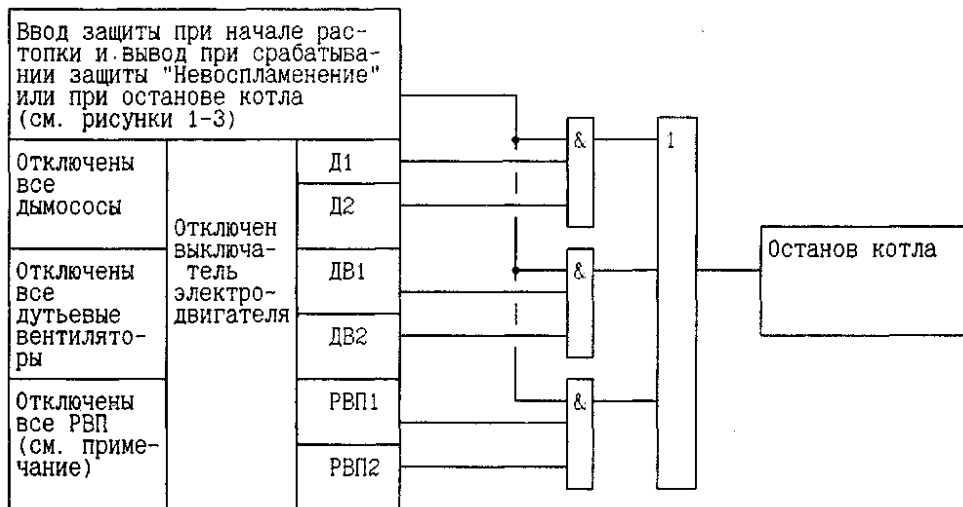 Ввод защиты при начале рас-
топки и вывод при срабатыва-
нии защиты "Невоспламенение"
или при останове котла
(см. рисунки 1-3)
Отключены
все
дымососы
Отключены
все
дутьевые
вентилято-
ры
Отключены
все РВП
(см. приме-
чание)
Отключен
выключа-
тель
электро-
двигателя
Д1
Д2
ДВ1
ДВ2
РВП1
РВП2
&
&
&
1
Останов котла